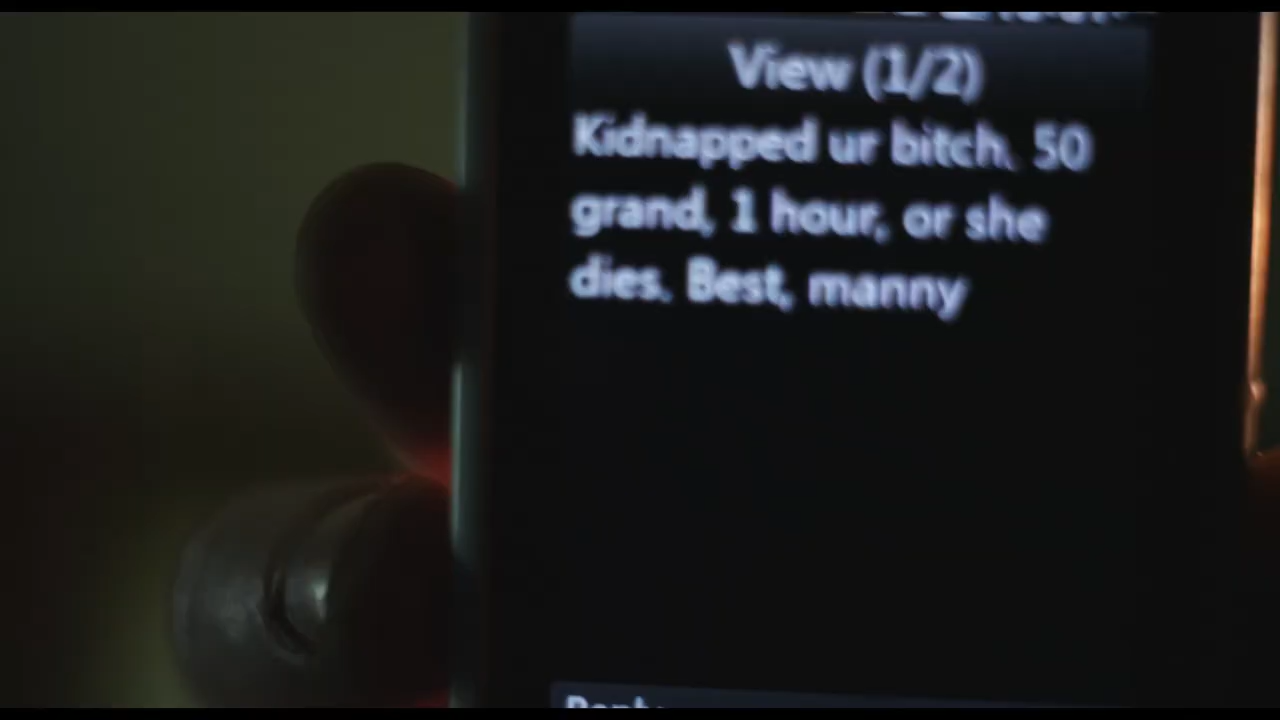 View (1/2)
Kidnapped ur bitch. 50
grand, 1 hour, or she
dies. Best, manny